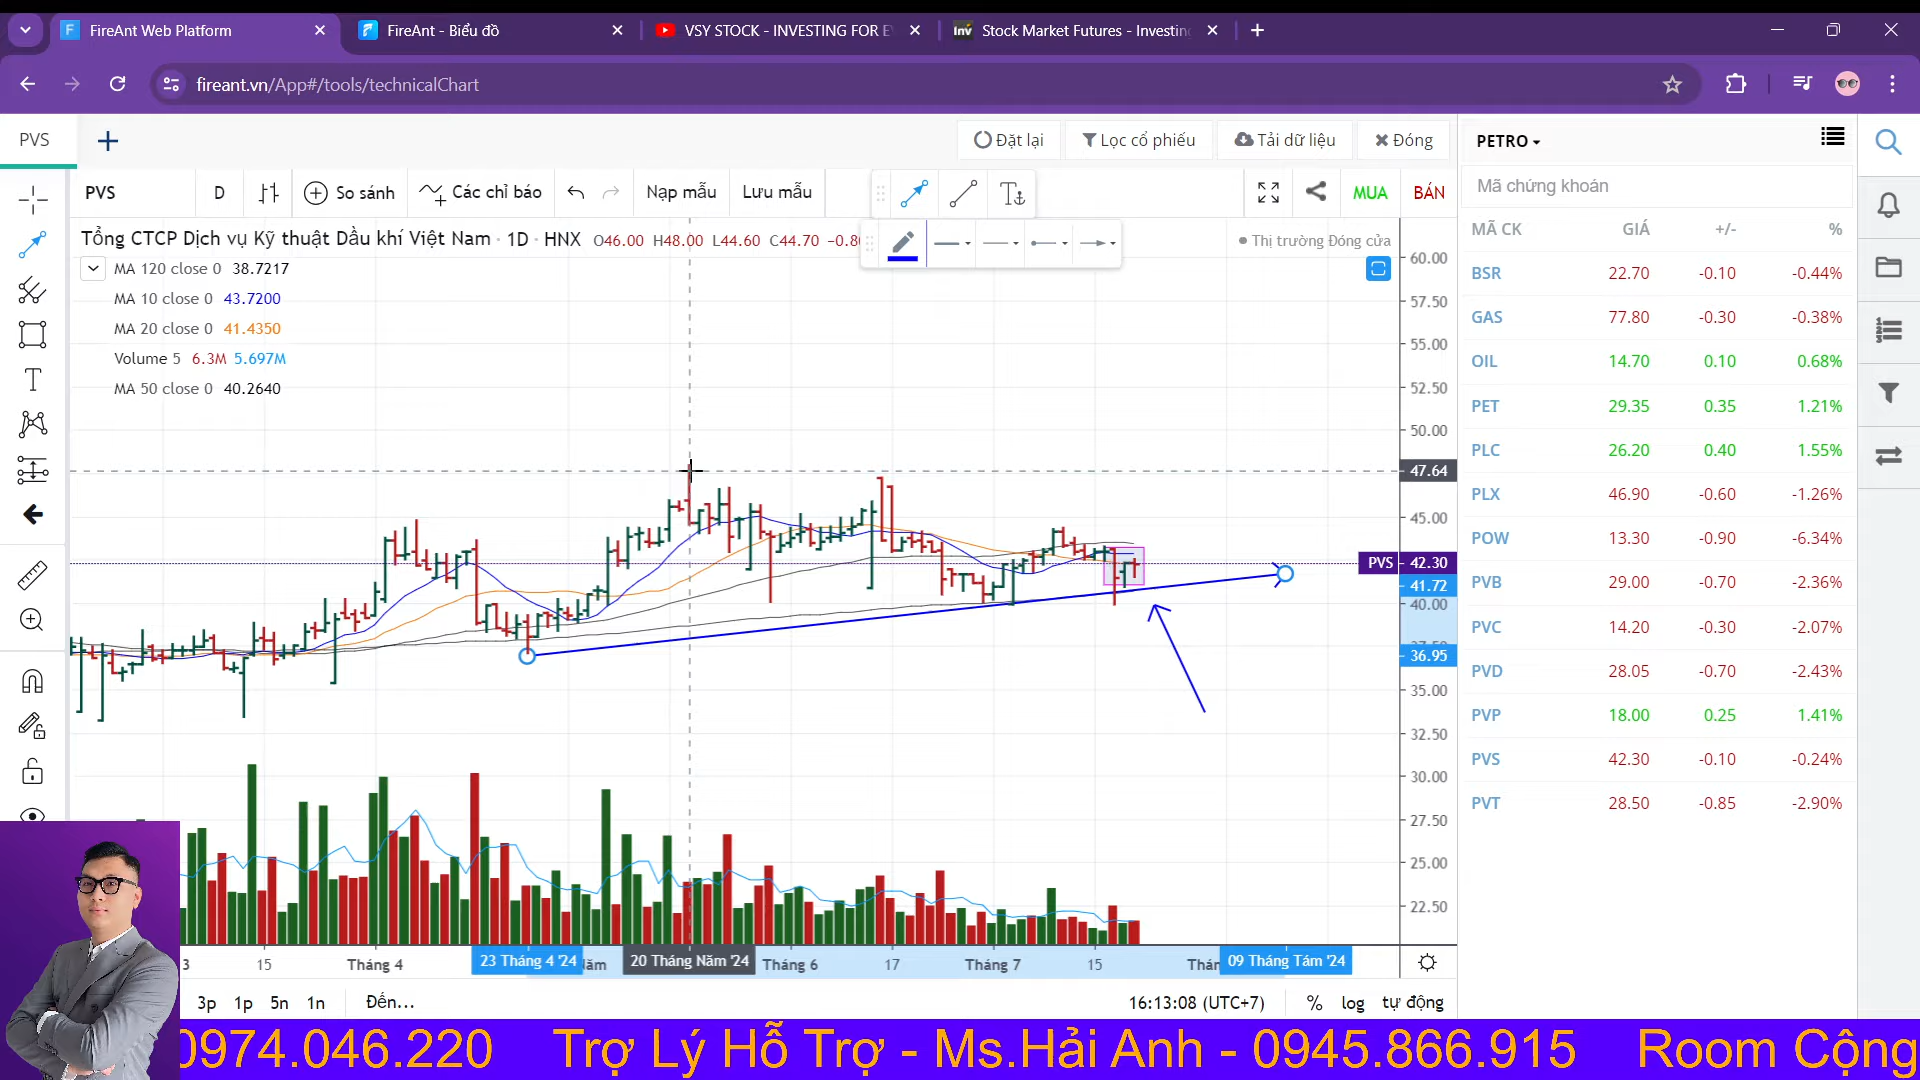 FireAnt Web Platform
FireAnt - Biểu đồ
VSY STOCK - INVESTING FOR E
Stock Market Futures - Investing
fireant.vn/App#/tools/technicalChart
PVS
Đặt lại
Lọc cổ phiếu
Tải dữ liệu
Đóng
PVS
D
So sánh
Các chỉ báo
Nạp mẫu
Lưu mẫu
MUA
BÁN
Tổng CTCP Dịch vụ Kỹ thuật Dầu khí Việt Nam · 1D · HNX O46.00 H48.00 L44.60 C44.70 −0.80
Thị trường Đóng cửa
MA 120 close 0 38.7217
MA 10 close 0 43.7200
MA 20 close 0 41.4350
Volume 5 6.3M 5.697M
MA 50 close 0 40.2640
60.00
57.50
55.00
52.50
50.00
47.64
45.00
PVS 42.30
41.72
40.00
37.50
36.95
35.00
32.50
30.00
27.50
25.00
22.50
3
15
Tháng 4
23 Tháng 4 '24
20 Tháng Năm '24
Tháng 6
17
Tháng 7
15
09 Tháng Tám '24
3p 1p 5n 1n Đến...
16:13:08 (UTC+7) % log tự động
PETRO
Mã chứng khoán
MÃ CK GIÁ +/- %
BSR 22.70 -0.10 -0.44%
GAS 77.80 -0.30 -0.38%
OIL 14.70 0.10 0.68%
PET 29.35 0.35 1.21%
PLC 26.20 0.40 1.55%
PLX 46.90 -0.60 -1.26%
POW 13.30 -0.90 -6.34%
PVB 29.00 -0.70 -2.36%
PVC 14.20 -0.30 -2.07%
PVD 28.05 -0.70 -2.43%
PVP 18.00 0.25 1.41%
PVS 42.30 -0.10 -0.24%
PVT 28.50 -0.85 -2.90%
0974.046.220 Trợ Lý Hỗ Trợ - Ms.Hải Anh - 0945.866.915 Room Cộng